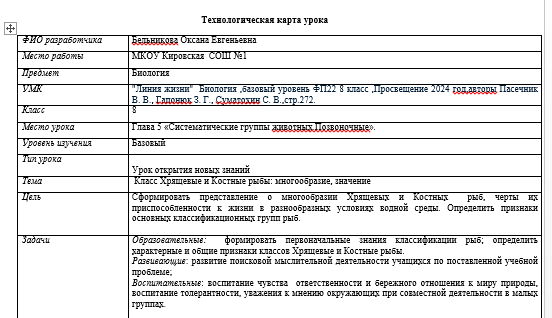 Технологическая карта урока
ФИО разработчика Бельникова Оксана Евгеньевна
Место работы МКОУ Кировская СОШ №1
Предмет Биология
УМК "Линия жизни" Биология ,базовый уровень ФП22 8 класс ,Просвещение 2024 год,авторы Пасечник
В. В., Гапонюк З. Г., Суматохин С. В.,стр.272.
Класс 8
Место урока Глава 5 «Систематические группы животных.Позвоночные».
Уровень изучения Базовый
Тип урока
Урок открытия новых знаний
Тема Класс Хрящевые и Костные рыбы: многообразие, значение
Цель Сформировать представление о многообразии Хрящевых и Костных рыб, черты их
приспособленности к жизни в разнообразных условиях водной среды. Определить признаки
основных классификационных групп рыб.
Задачи Образовательные: формировать первоначальные знания классификации рыб; определить
характерные и общие признаки классов Хрящевые и Костные рыбы.
Развивающие: развитие поисковой мыслительной деятельности учащихся по поставленной учебной
проблеме;
Воспитательные: воспитание чувства ответственности и бережного отношения к миру природы,
воспитание толерантности, уважения к мнению окружающих при совместной деятельности в малых
группах.